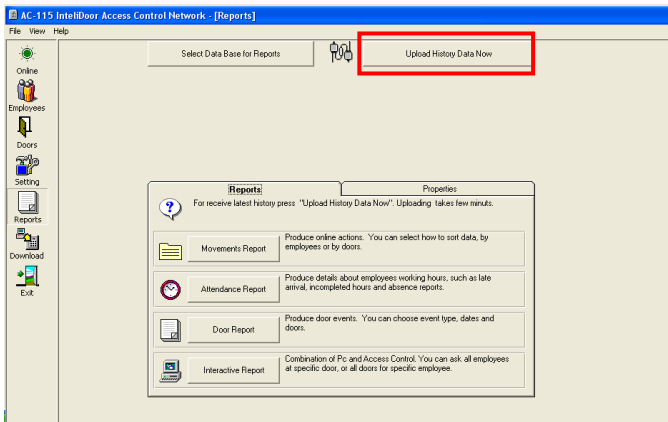 AC-115 InteliDoor Access Control Network - [Reports]
File View Help
Select Data Base for Reports
Upload History Data Now
Online
Employees
Doors
Setting
Reports
Download
Exit
Reports
Properties
For receive latest history press "Upload History Data Now". Uploading takes few minuts.
Movements Report
Produce online actions. You can select how to sort data, by
employees or by doors.
Attendance Report
Produce details about employees working hours, such as late
arrival, incompleted hours and absence reports.
Door Report
Produce door events. You can choose event type, dates and
doors.
Interactive Report
Combination of Pc and Access Control. You can ask all employees
at specific door, or all doors for specific employee.